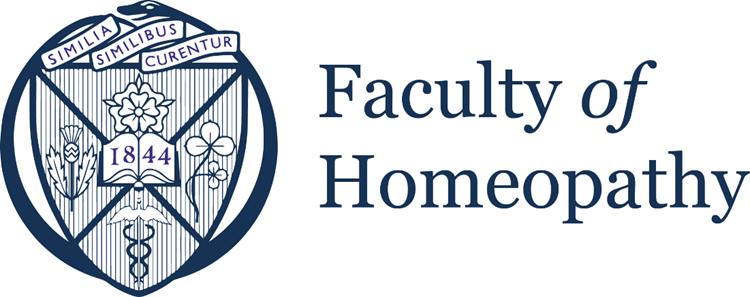 SIMILIA
SIMILIBUS
CURENTUR
1844
Faculty of
Homeopathy